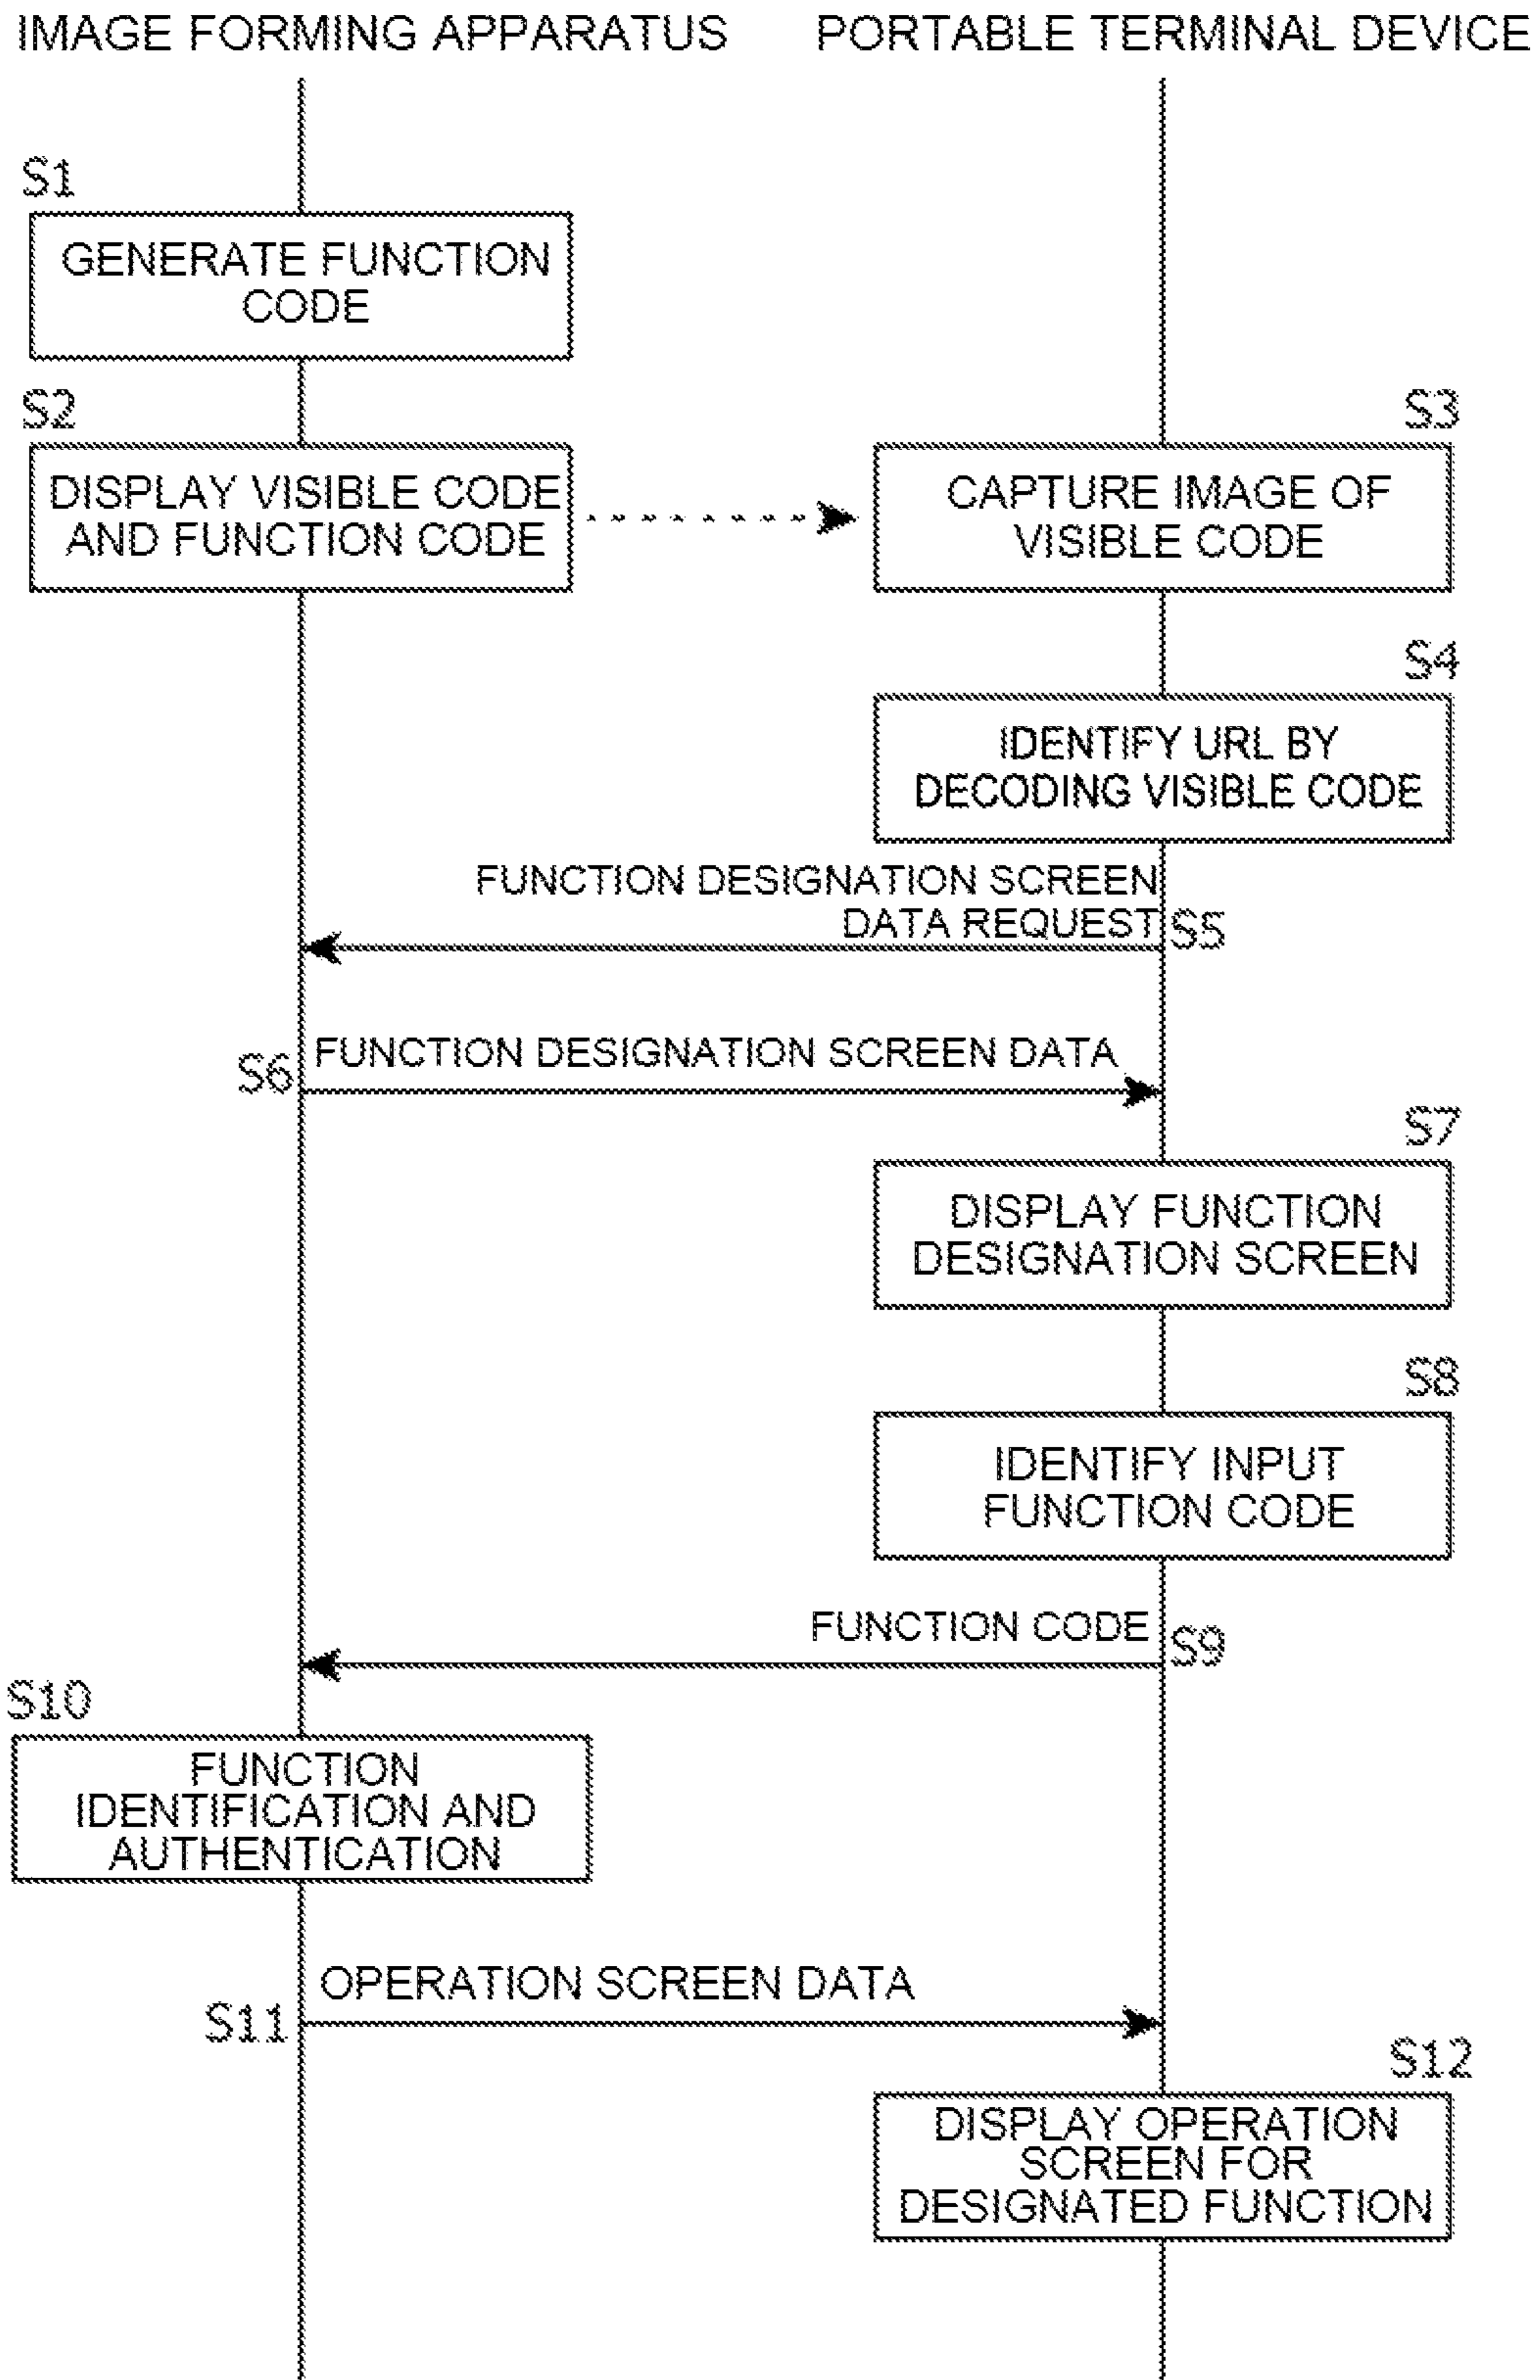 IMAGE FORMING APPARATUS
PORTABLE TERMINAL DEVICE
S1
GENERATE FUNCTION
CODE
S2
DISPLAY VISIBLE CODE
AND FUNCTION CODE
S3
CAPTURE IMAGE OF
VISIBLE CODE
S4
IDENTIFY URL BY
DECODING VISIBLE CODE
FUNCTION DESIGNATION SCREEN
DATA REQUEST
S5
S6
FUNCTION DESIGNATION SCREEN DATA
S7
DISPLAY FUNCTION
DESIGNATION SCREEN
S8
IDENTIFY INPUT
FUNCTION CODE
FUNCTION CODE
S9
S10
FUNCTION
IDENTIFICATION AND
AUTHENTICATION
OPERATION SCREEN DATA
S11
S12
DISPLAY OPERATION
SCREEN FOR
DESIGNATED FUNCTION